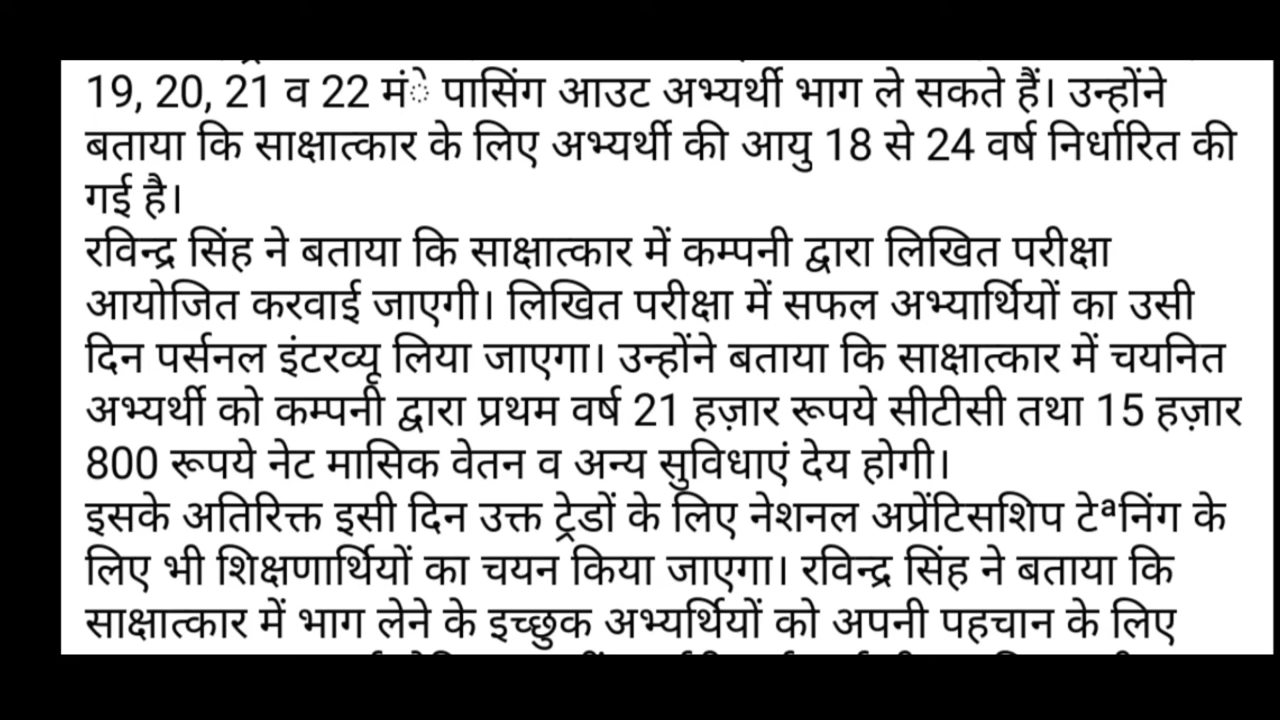 19, 20, 21 व 22 मंे पासिंग आउट अभ्यर्थी भाग ले सकते हैं। उन्होंने
बताया कि साक्षात्कार के लिए अभ्यर्थी की आयु 18 से 24 वर्ष निर्धारित की
गई है।
रविन्द्र सिंह ने बताया कि साक्षात्कार में कम्पनी द्वारा लिखित परीक्षा
आयोजित करवाई जाएगी। लिखित परीक्षा में सफल अभ्यार्थियों का उसी
दिन पर्सनल इंटरव्यू लिया जाएगा। उन्होंने बताया कि साक्षात्कार में चयनित
अभ्यर्थी को कम्पनी द्वारा प्रथम वर्ष 21 हज़ार रूपये सीटीसी तथा 15 हज़ार
800 रूपये नेट मासिक वेतन व अन्य सुविधाएं देय होगी।
इसके अतिरिक्त इसी दिन उक्त ट्रेडों के लिए नेशनल अप्रेंटिसशिप टेªनिंग के
लिए भी शिक्षणार्थियों का चयन किया जाएगा। रविन्द्र सिंह ने बताया कि
साक्षात्कार में भाग लेने के इच्छुक अभ्यर्थियों को अपनी पहचान के लिए